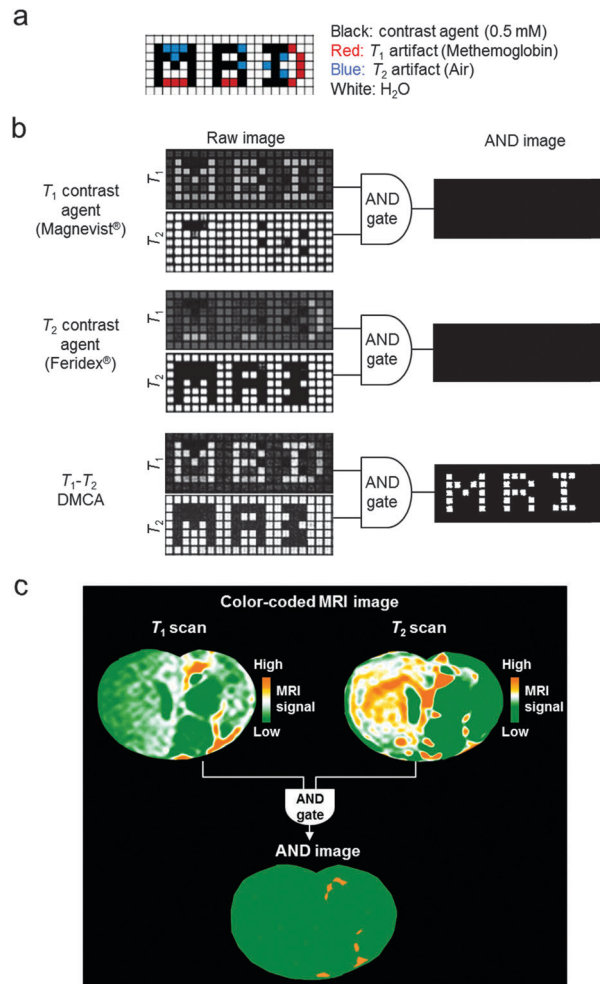 a
Black: contrast agent (0.5 mM)
Red: T1 artifact (Methemoglobin)
Blue: T2 artifact (Air)
White: H2O
b
Raw image
AND image
T1 contrast
agent
(Magnevist®)
T1
T2
AND
gate
T2 contrast
agent
(Feridex®)
T1
T2
AND
gate
T1-T2
DMCA
T1
T2
AND
gate
MRI
c
Color-coded MRI image
T1 scan
T2 scan
High
MRI
signal
Low
High
MRI
signal
Low
AND
gate
AND image